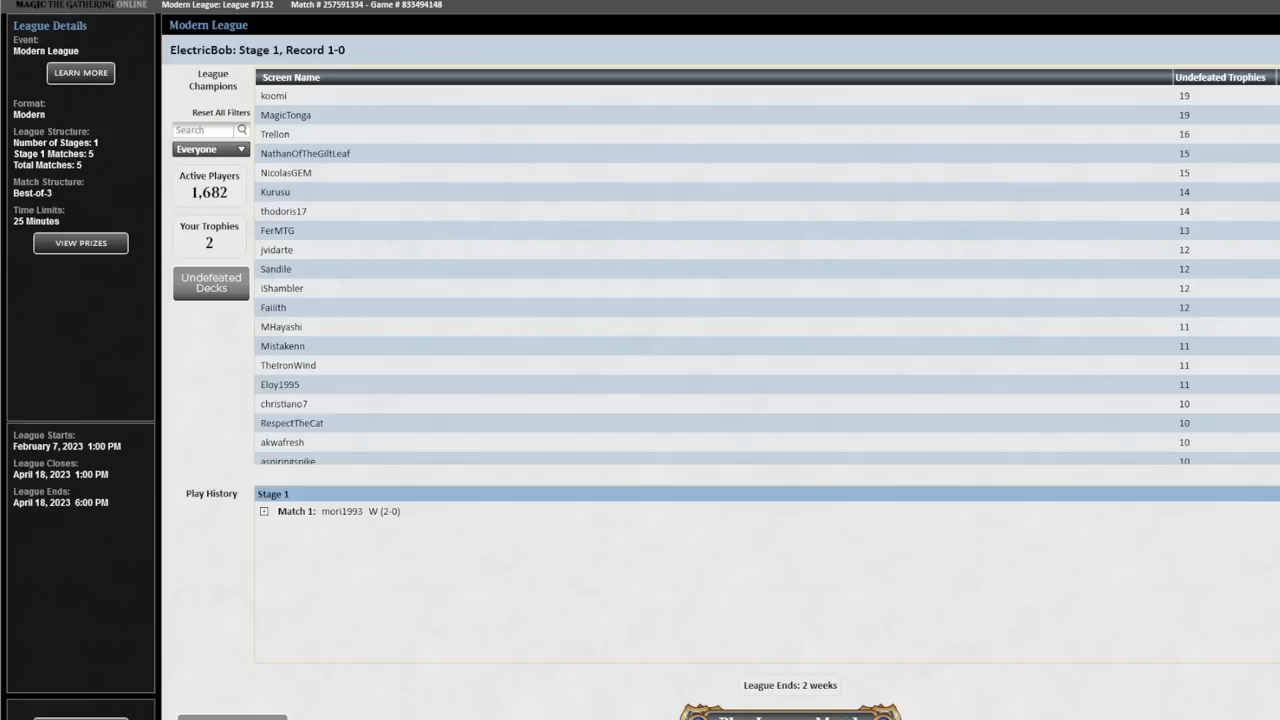 MAGIC THE GATHERING ONLINE
Modern League: League #7132
Match # 257591334 - Game # 833494148
League Details
Event:
Modern League
LEARN MORE
Format:
Modern
League Structure:
Number of Stages: 1
Stage 1 Matches: 5
Total Matches: 5
Match Structure:
Best-of-3
Time Limits:
25 Minutes
VIEW PRIZES
League Starts:
February 7, 2023 1:00 PM
League Closes:
April 18, 2023 1:00 PM
League Ends:
April 18, 2023 6:00 PM
Modern League
ElectricBob: Stage 1, Record 1-0
League
Champions
Reset All Filters
Search
Everyone
Active Players
1,682
Your Trophies
2
Undefeated
Decks
Screen Name Undefeated Trophies
koomi 19
MagicTonga 19
Trellon 16
NathanOfTheGiltLeaf 15
NicolasGEM 15
Kurusu 14
thodoris17 14
FerMTG 13
jvidarte 12
Sandile 12
iShambler 12
Faiiith 12
MHayashi 11
Mistakenn 11
TheIronWind 11
Eloy1995 11
christiano7 10
RespectTheCat 10
akwafresh 10
aspiringspike 10
Play History
Stage 1
Match 1: mori1993 W (2-0)
League Ends: 2 weeks